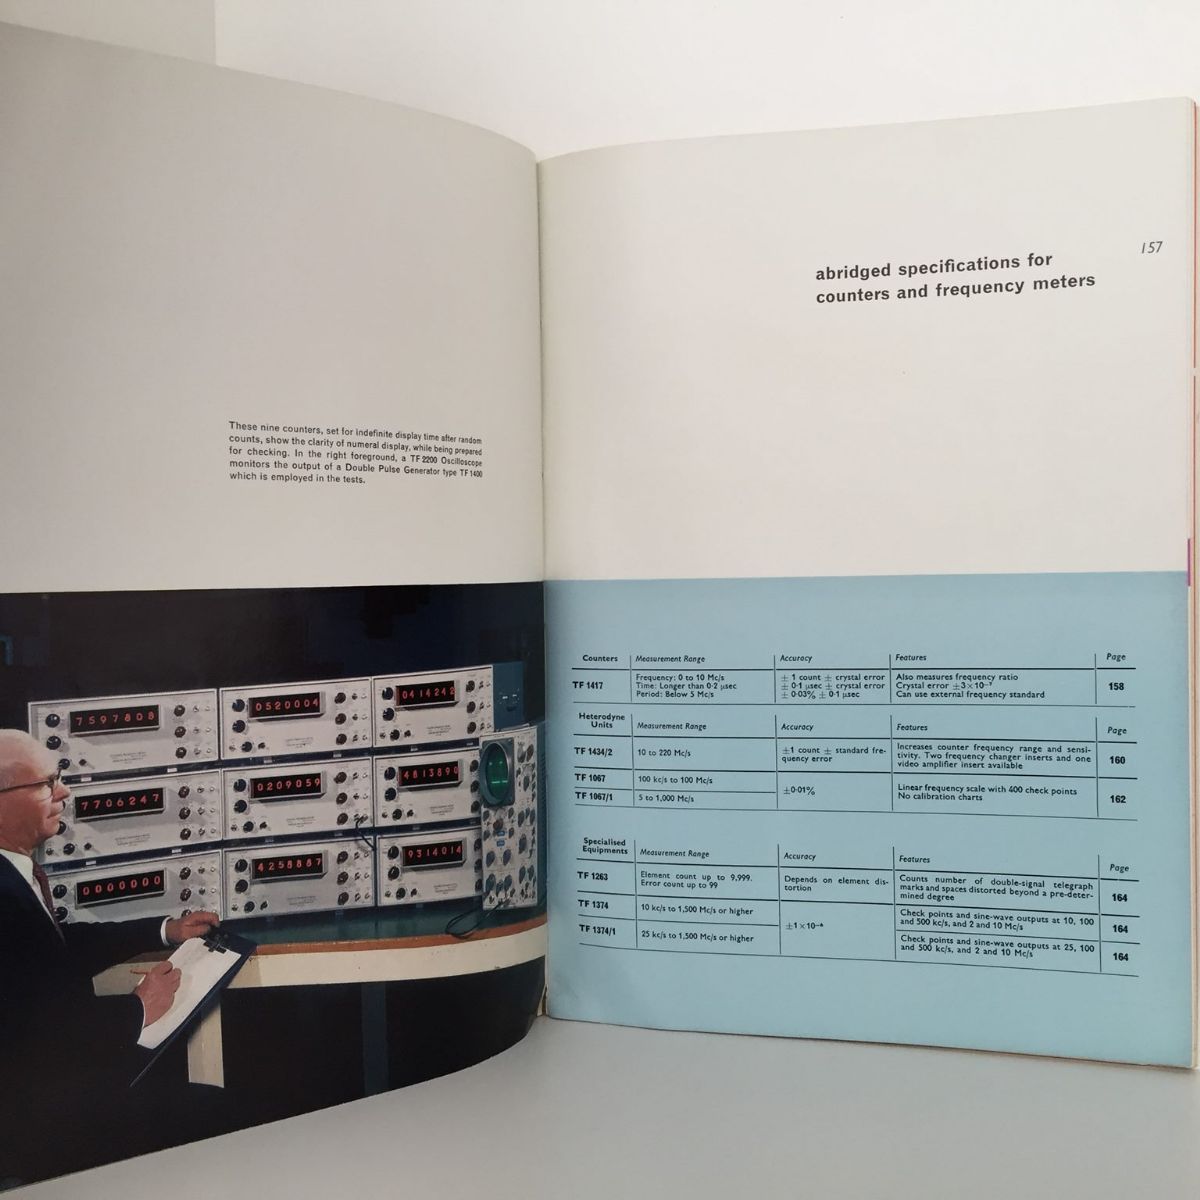 These nine counters, set for indefinite display time after random
counts, show the clarity of numeral display, while being prepared
for checking. In the right foreground, a TF 2200 Oscilloscope
monitors the output of a Double Pulse Generator type TF 1400
which is employed in the tests.
7597808
0520004
0414242
7706247
0209059
4813890
0000000
4258887
9314014
157
abridged specifications for
counters and frequency meters
Counters Measurement Range Accuracy Features Page
TF 1417 Frequency: 0 to 10 Mc/s ± 1 count ± crystal error Also measures frequency ratio 158
Time: Longer than 0·2 μsec ± 0·1 μsec ± crystal error Crystal error ±3×10⁻⁷
Period: Below 5 Mc/s ± 0·03% ± 0·1 μsec Can use external frequency standard
Heterodyne
Units Measurement Range Accuracy Features Page
TF 1434/2 10 to 220 Mc/s ±1 count ± standard fre- Increases counter frequency range and sensi- 160
quency error tivity. Two frequency changer inserts and one
video amplifier insert available
TF 1067 100 kc/s to 100 Mc/s ±0·01% Linear frequency scale with 400 check points 162
TF 1067/1 5 to 1,000 Mc/s No calibration charts
Specialised
Equipments Measurement Range Accuracy Features Page
TF 1263 Element count up to 9,999. Depends on element dis- Counts number of double-signal telegraph 164
Error count up to 99 tortion marks and spaces distorted beyond a pre-deter-
mined degree
TF 1374 10 kc/s to 1,500 Mc/s or higher ±1×10⁻⁶ Check points and sine-wave outputs at 10, 100 164
and 500 kc/s, and 2 and 10 Mc/s
TF 1374/1 25 kc/s to 1,500 Mc/s or higher Check points and sine-wave outputs at 25, 100 164
and 500 kc/s, and 2 and 10 Mc/s